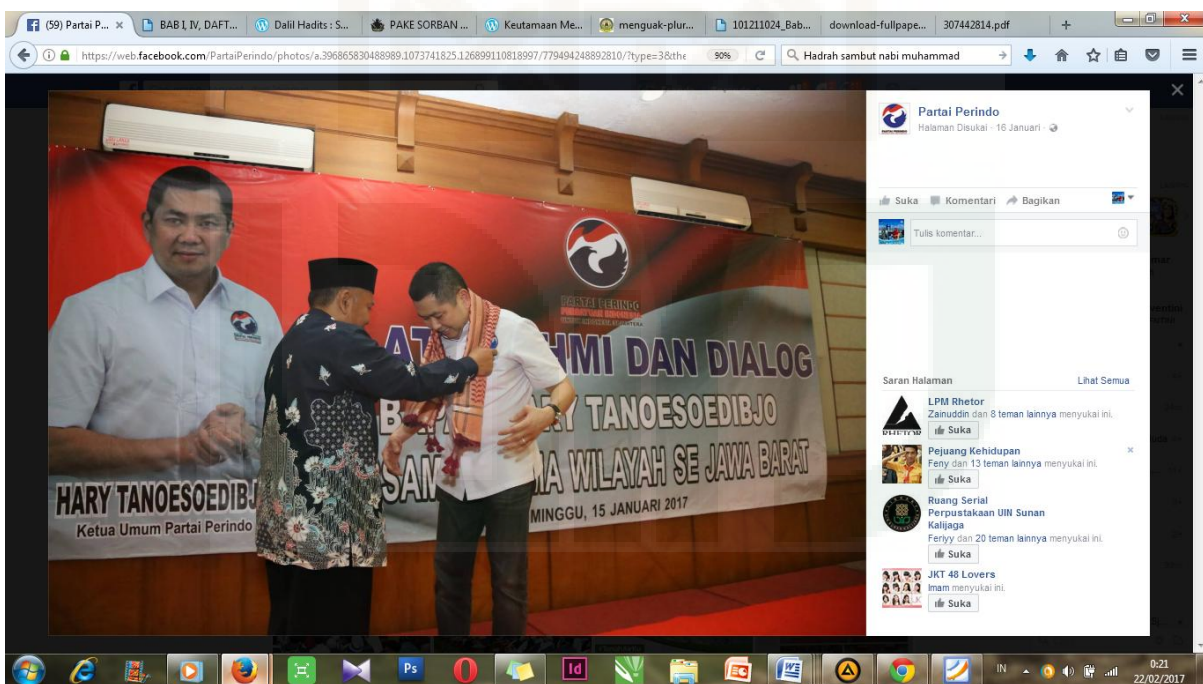 (59) Partai P...
BAB I, IV, DAFT...
Dalil Hadits : S...
PAKE SORBAN ...
Keutamaan Me...
menguak-plur...
101211024_Bab...
download-fullpape...
307442814.pdf
https://web.facebook.com/PartaiPerindo/photos/a.396865830488989.1073741825.126899110818997/779494248892810/?type=3&the
90%
Hadrah sambut nabi muhammad
PARTAI PERINDO
DAN DIALOG
TANOESOEDIBJO
WILAYAH SE JAWA BARAT
MINGGU, 15 JANUARI 2017
HARY TANOESOEDIBJ
Ketua Umum Partai Perindo
Partai Perindo
Halaman Disukai · 16 Januari ·
Suka Komentari Bagikan
Tulis komentar...
Saran Halaman Lihat Semua
LPM Rhetor
Zainuddin dan 8 teman lainnya menyukai ini.
Suka
Pejuang Kehidupan
Feny dan 13 teman lainnya menyukai ini.
Suka
Ruang Serial
Perpustakaan UIN Sunan
Kalijaga
Feriyy dan 20 teman lainnya menyukai ini.
Suka
JKT 48 Lovers
Imam menyukai ini.
Suka
RHETOR
Ps
Id
IN
0:21
22/02/2017